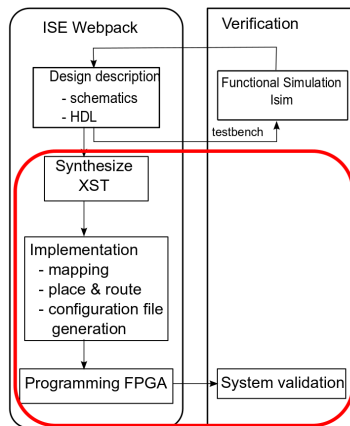 ISE Webpack
Verification
Design description
- schematics
- HDL
Functional Simulation
Isim
testbench
Synthesize
XST
Implementation
- mapping
- place & route
- configuration file
generation
Programming FPGA
System validation